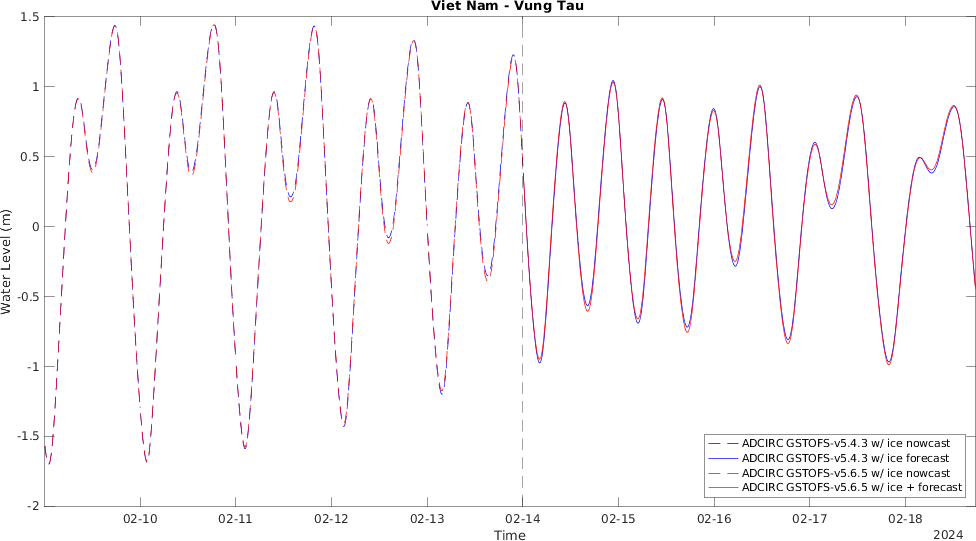 Viet Nam - Vung Tau
1.5
1
0.5
0
-0.5
-1
-1.5
-2
Water Level (m)
02-10 02-11 02-12 02-13 02-14 02-15 02-16 02-17 02-18
Time
2024
ADCIRC GSTOFS-v5.4.3 w/ ice nowcast
ADCIRC GSTOFS-v5.4.3 w/ ice forecast
ADCIRC GSTOFS-v5.6.5 w/ ice nowcast
ADCIRC GSTOFS-v5.6.5 w/ ice + forecast